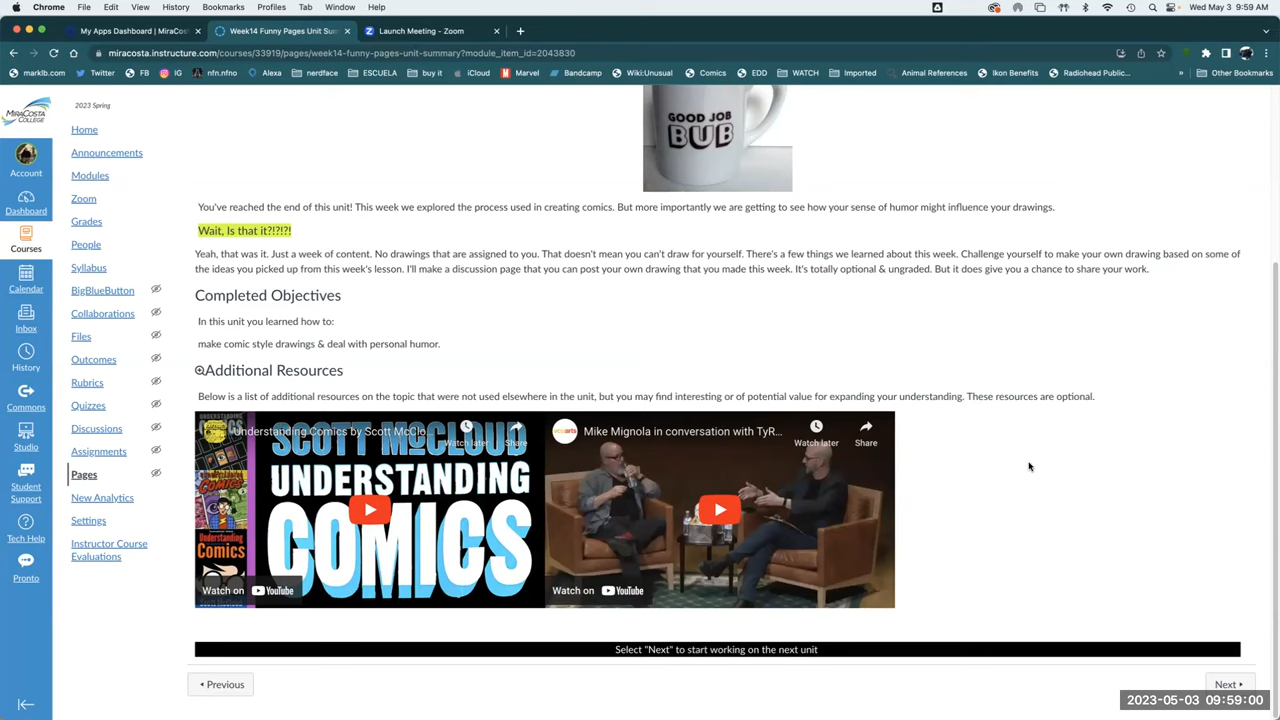 Chrome File Edit View History Bookmarks Profiles Tab Window Help Wed May 3 9:59 AM
My Apps Dashboard | MiraCos Week14 Funny Pages Unit Sum Launch Meeting - Zoom
miracosta.instructure.com/courses/33919/pages/week14-funny-pages-unit-summary?module_item_id=2043830
marklb.com Twitter FB IG nfn.nfno Alexa nerdface ESCUELA buy it iCloud Marvel Bandcamp Wiki:Unusual Comics EDD WATCH Imported Animal References Ikon Benefits Radiohead Public... » Other Bookmarks
MIRACOSTA
COLLEGE
Account
Dashboard
Courses
Calendar
Inbox
History
Commons
Studio
Student
Support
Tech Help
Pronto
2023 Spring
Home
Announcements
Modules
Zoom
Grades
People
Syllabus
BigBlueButton
Collaborations
Files
Outcomes
Rubrics
Quizzes
Discussions
Assignments
Pages
New Analytics
Settings
Instructor Course
Evaluations
GOOD JOB
BUB
You've reached the end of this unit! This week we explored the process used in creating comics. But more importantly we are getting to see how your sense of humor might influence your drawings.
Wait, Is that it?!?!?!
Yeah, that was it. Just a week of content. No drawings that are assigned to you. That doesn't mean you can't draw for yourself. There's a few things we learned about this week. Challenge yourself to make your own drawing based on some of
the ideas you picked up from this week's lesson. I'll make a discussion page that you can post your own drawing that you made this week. It's totally optional & ungraded. But it does give you a chance to share your work.
Completed Objectives
In this unit you learned how to:
make comic style drawings & deal with personal humor.
Additional Resources
Below is a list of additional resources on the topic that were not used elsewhere in the unit, but you may find interesting or of potential value for expanding your understanding. These resources are optional.
Understanding Comics by Scott McClo...
Watch later Share
SCOTT McCLOUD
UNDERSTANDING
COMICS
Understanding
Comics
Watch on YouTube
Mike Mignola in conversation with TyR...
Watch later Share
Watch on YouTube
Select "Next" to start working on the next unit
Previous
Next
2023-05-03 09:59:00